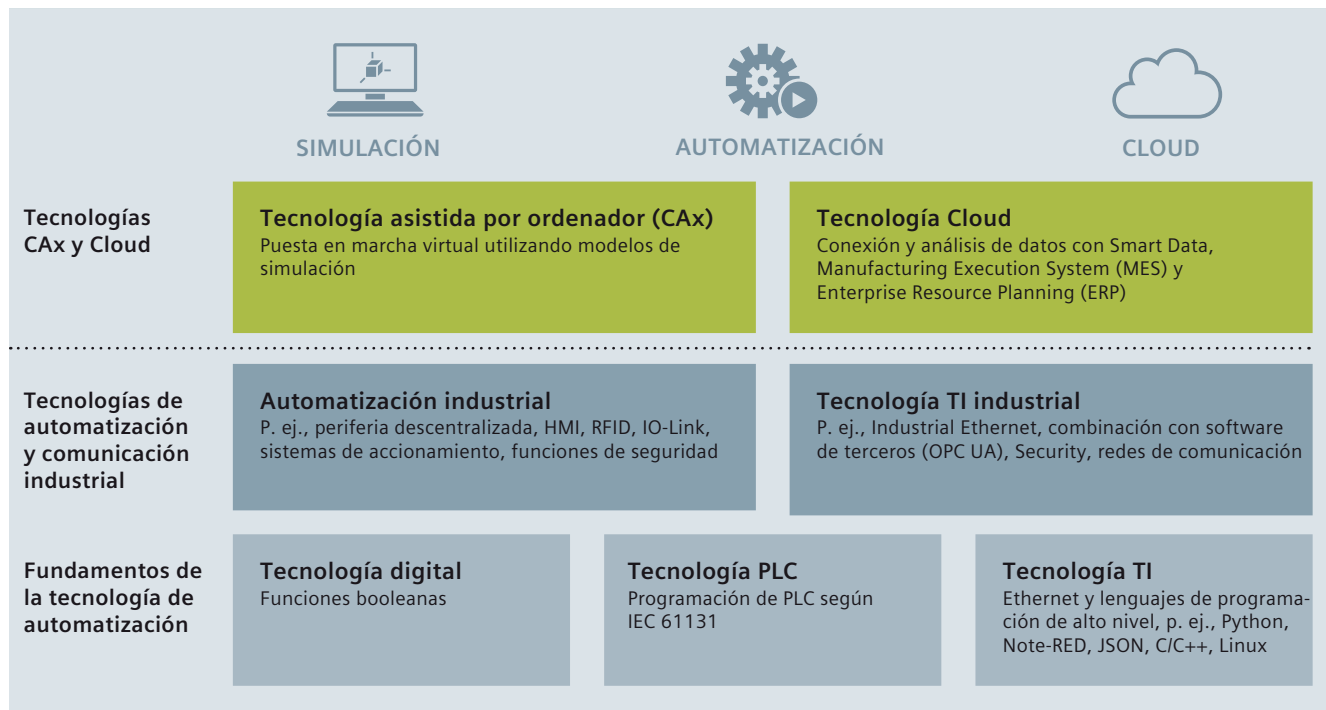 SIMULACIÓN
AUTOMATIZACIÓN
CLOUD
Tecnologías
CAx y Cloud
Tecnología asistida por ordenador (CAx)
Puesta en marcha virtual utilizando modelos de
simulación
Tecnología Cloud
Conexión y análisis de datos con Smart Data,
Manufacturing Execution System (MES) y
Enterprise Resource Planning (ERP)
Tecnologías de
automatización
y comunicación
industrial
Automatización industrial
P. ej., periferia descentralizada, HMI, RFID, IO-Link,
sistemas de accionamiento, funciones de seguridad
Tecnología TI industrial
P. ej., Industrial Ethernet, combinación con software
de terceros (OPC UA), Security, redes de comunicación
Fundamentos de
la tecnología de
automatización
Tecnología digital
Funciones booleanas
Tecnología PLC
Programación de PLC según
IEC 61131
Tecnología TI
Ethernet y lenguajes de programa-
ción de alto nivel, p. ej., Python,
Note-RED, JSON, C/C++, Linux